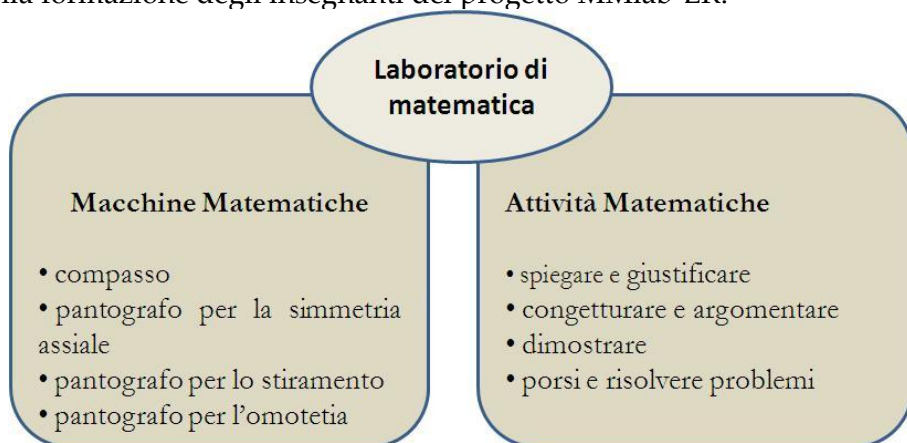 formazione degli insegnanti del progetto MMlab-ER.
Laboratorio di
matematica
Macchine Matematiche
• compasso
• pantografo per la simmetria
assiale
• pantografo per lo stiramento
• pantografo per l'omotetia
Attività Matematiche
• spiegare e giustificare
• congetturare e argomentare
• dimostrare
• porsi e risolvere problemi